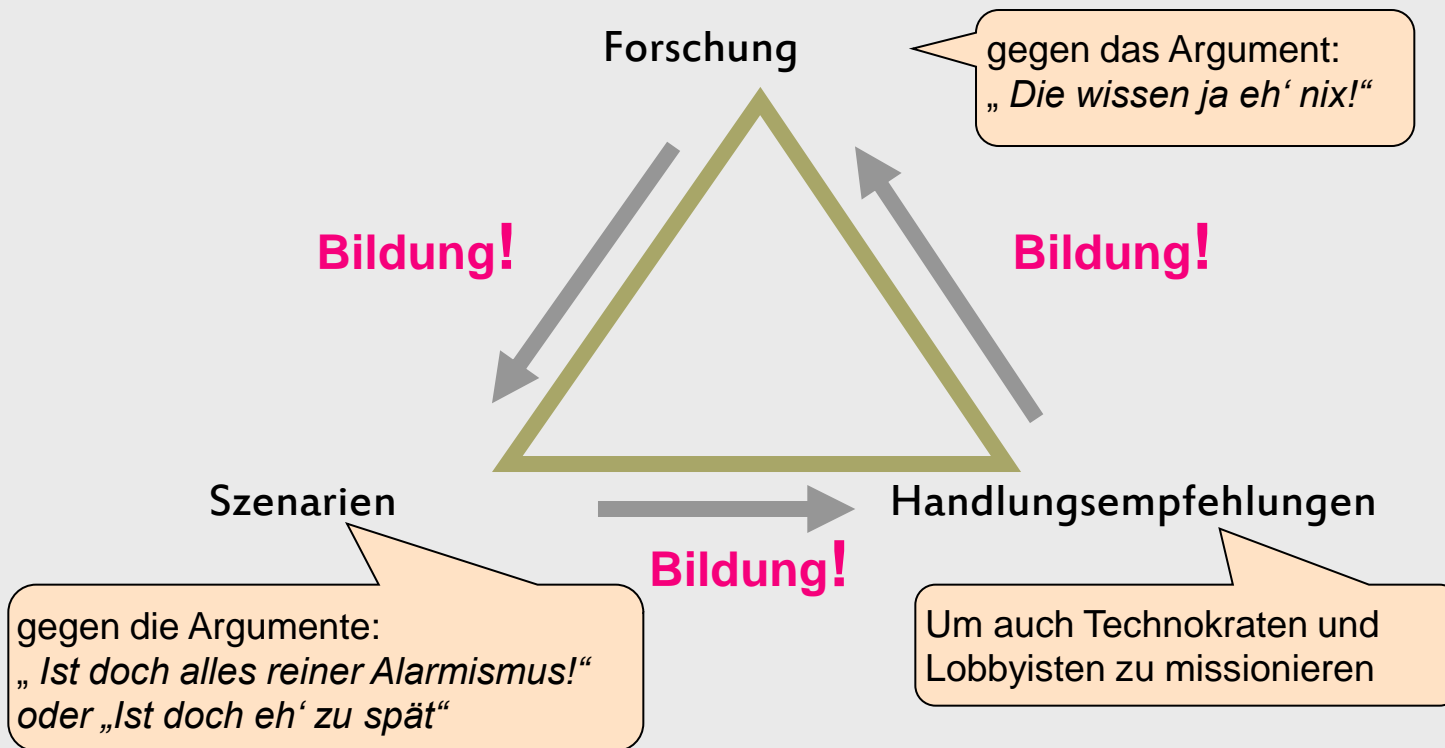 Forschung
gegen das Argument:
„ Die wissen ja eh‘ nix!“
Bildung!
Bildung!
Szenarien
Handlungsempfehlungen
Bildung!
gegen die Argumente:
„ Ist doch alles reiner Alarmismus!“
oder „Ist doch eh‘ zu spät“
Um auch Technokraten und
Lobbyisten zu missionieren